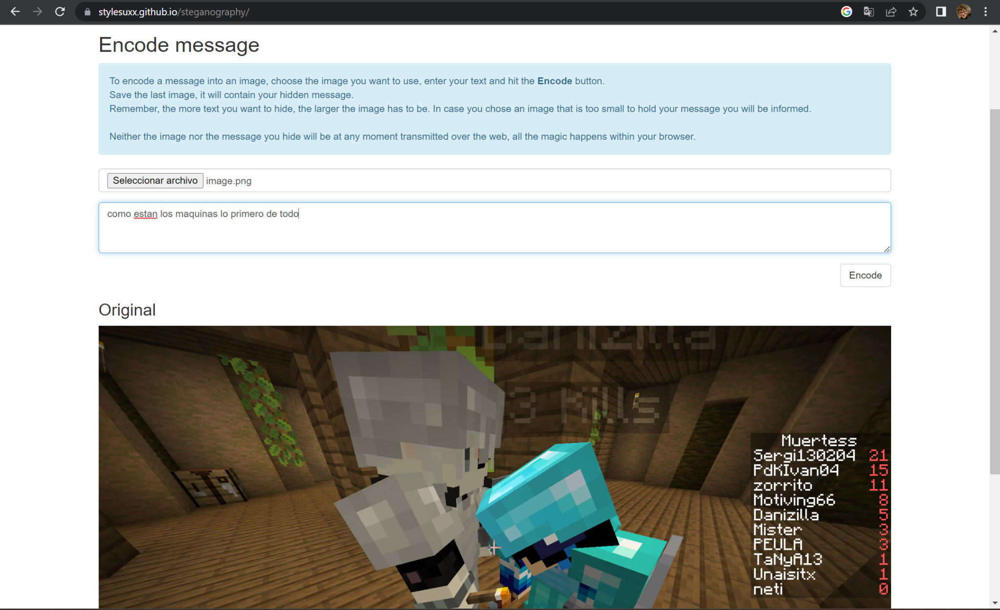 stylesuxx.github.io/steganography/
Encode message
To encode a message into an image, choose the image you want to use, enter your text and hit the Encode button.
Save the last image, it will contain your hidden message.
Remember, the more text you want to hide, the larger the image has to be. In case you chose an image that is too small to hold your message you will be informed.
Neither the image nor the message you hide will be at any moment transmitted over the web, all the magic happens within your browser.
Seleccionar archivo image.png
como estan los maquinas lo primero de todo
Encode
Original
Danizilla
3 Kills
Muertess
Sergi130204 21
PdKIvan04 15
zorrito 11
Motiving66 8
Danizilla 5
Mister 3
PEULA 3
TaNyA13 1
Unaisitx 1
neti 0